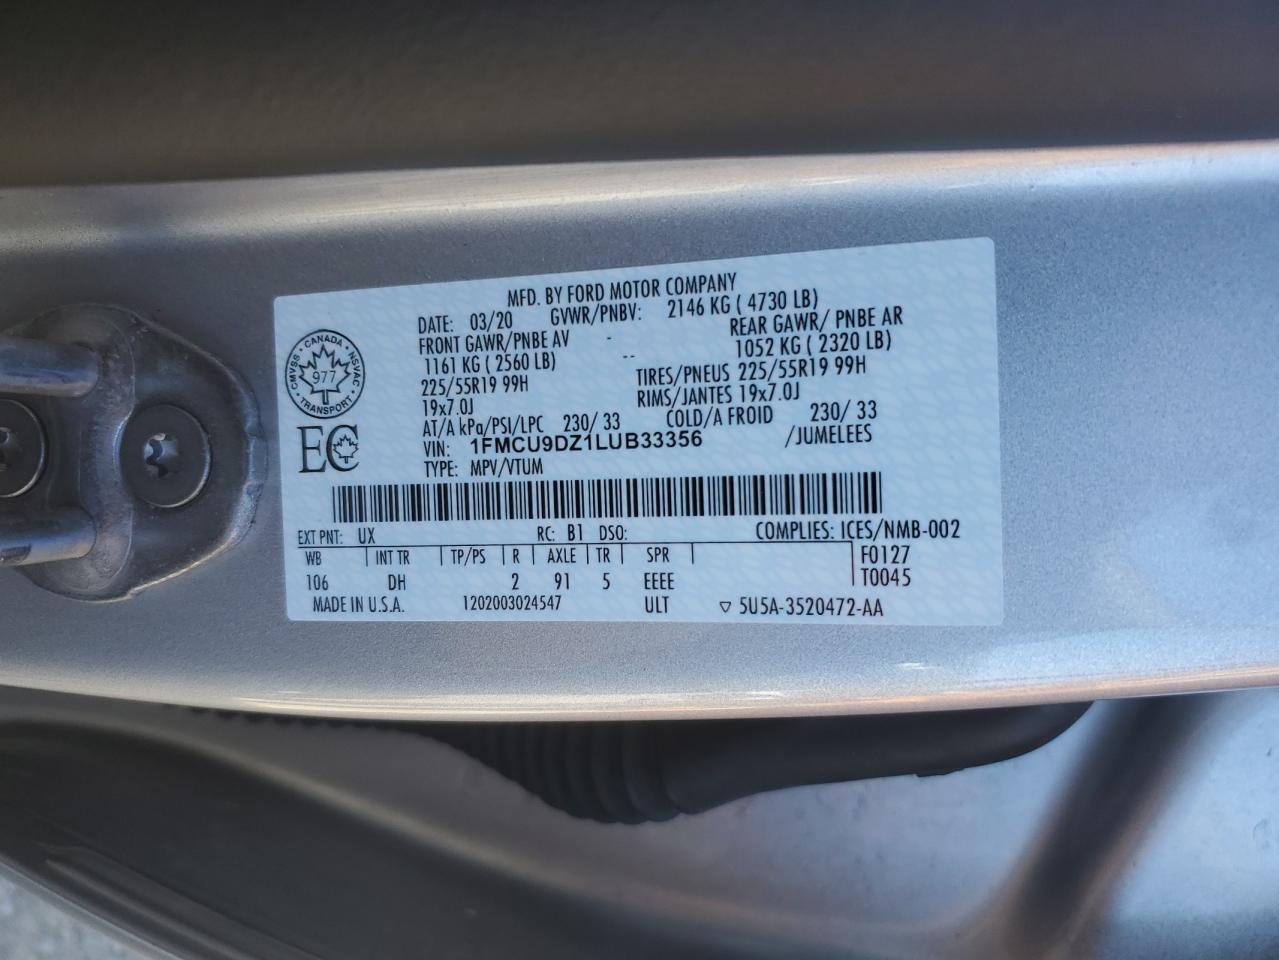 MFD. BY FORD MOTOR COMPANY
DATE: 03/20 GVWR/PNBV: 2146 KG ( 4730 LB)
FRONT GAWR/PNBE AV REAR GAWR/ PNBE AR
1161 KG ( 2560 LB) 1052 KG ( 2320 LB)
225/55R19 99H TIRES/PNEUS 225/55R19 99H
19x7.0J RIMS/JANTES 19x7.0J
AT/A kPa/PSI/LPC 230/ 33 COLD/A FROID 230/ 33
VIN: 1FMCU9DZ1LUB33356 /JUMELEES
TYPE: MPV/VTUM
CANADA
CMVSS NSVAC
977
TRANSPORT
EC
EXT PNT: UX RC: B1 DSO: COMPLIES: ICES/NMB-002
WB INT TR TP/PS R AXLE TR SPR F0127
106 DH 2 91 5 EEEE T0045
MADE IN U.S.A. 1202003024547 ULT ▽ 5U5A-3520472-AA